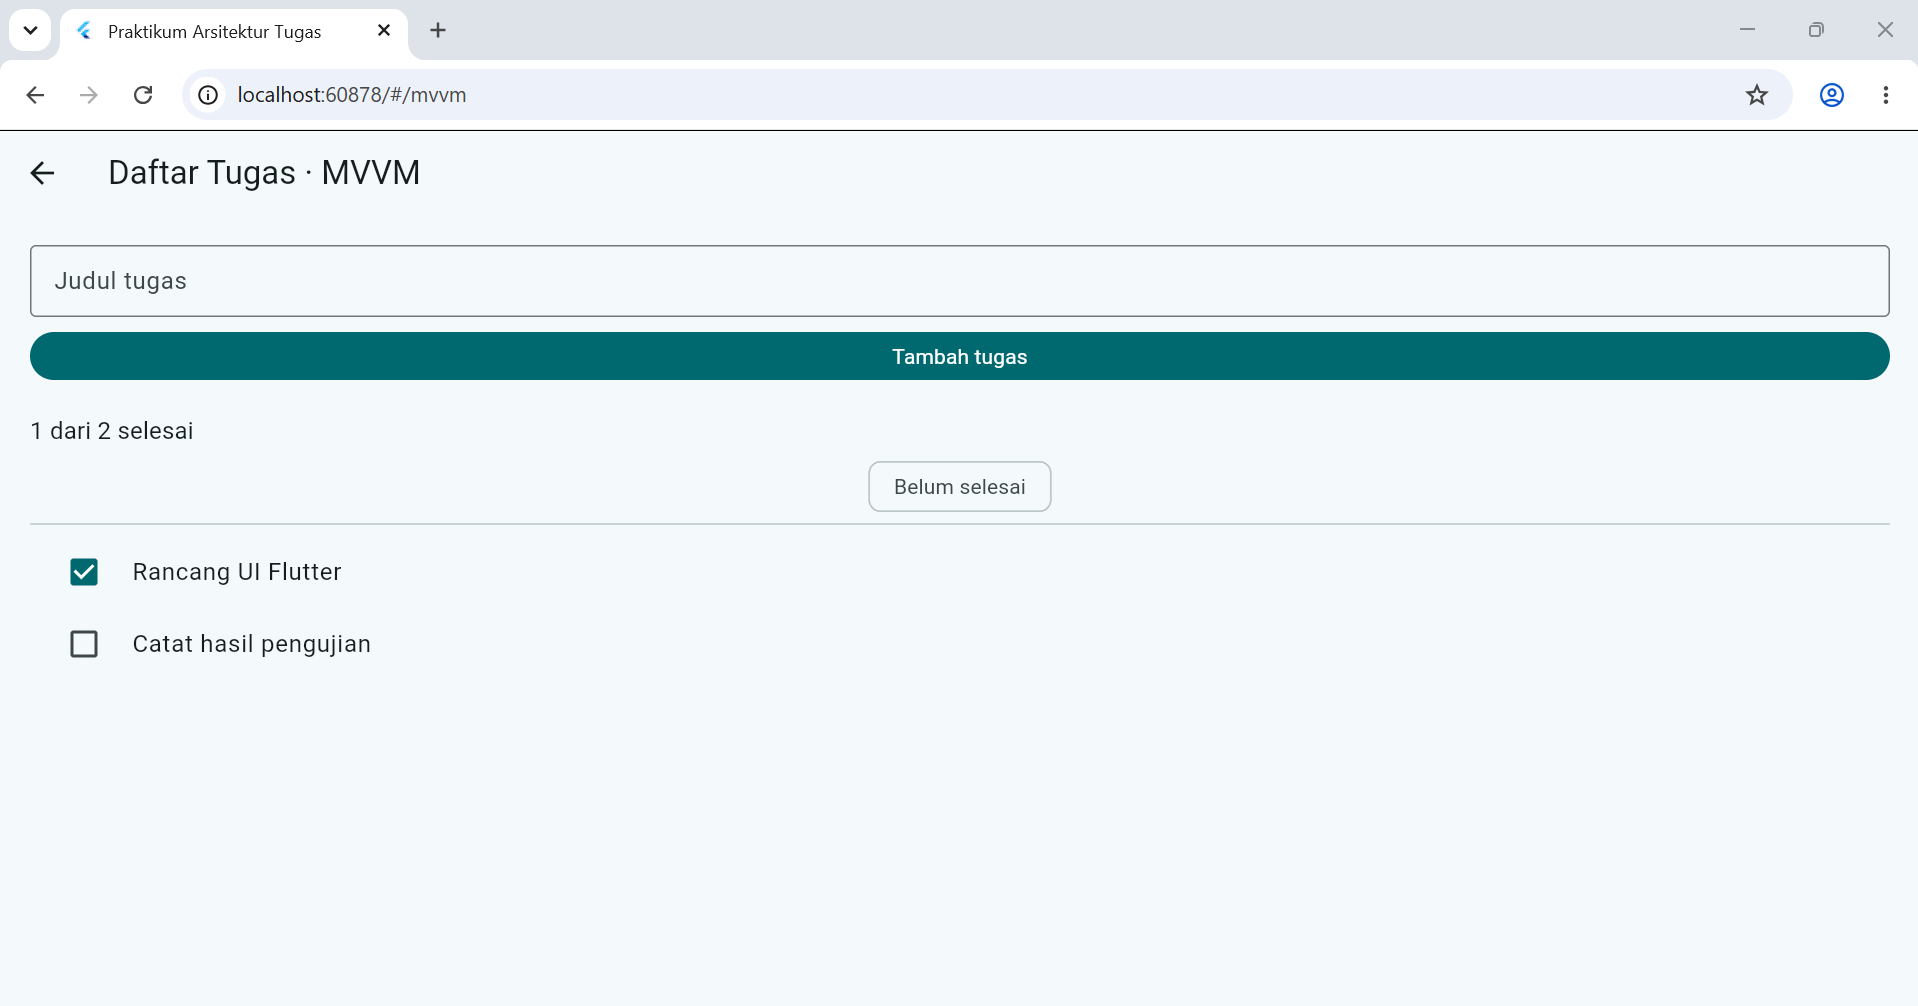 Praktikum Arsitektur Tugas
localhost:60878/#/mvvm
Daftar Tugas · MVVM
Judul tugas
Tambah tugas
1 dari 2 selesai
Belum selesai
Rancang UI Flutter
Catat hasil pengujian